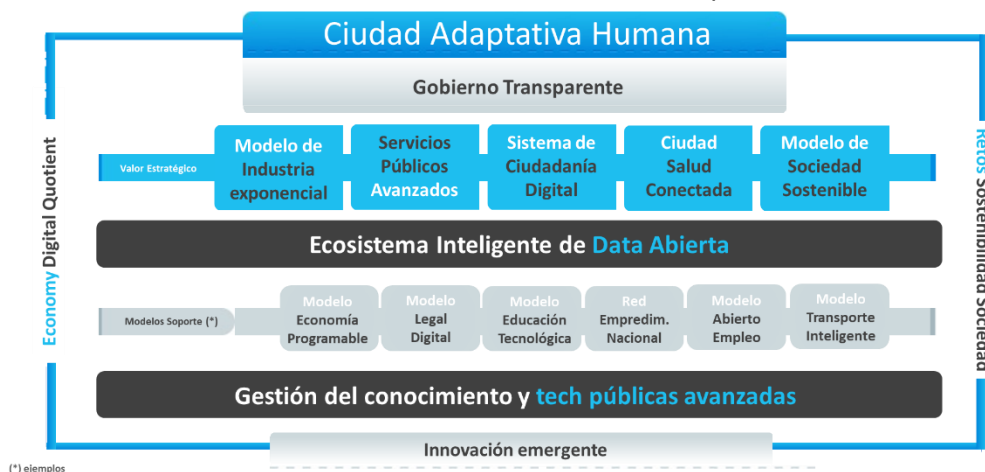 Ciudad Adaptativa Humana
Gobierno Transparente
Valor Estratégico
Modelo de
Industria
exponencial
Servicios
Públicos
Avanzados
Sistema de
Ciudadanía
Digital
Ciudad
Salud
Conectada
Modelo de
Sociedad
Sostenible
Ecosistema Inteligente de Data Abierta
Modelos Soporte (*)
Modelo
Economía
Programable
Modelo
Legal
Digital
Modelo
Educación
Tecnológica
Red
Empredim.
Nacional
Modelo
Abierto
Empleo
Modelo
Transporte
Inteligente
Gestión del conocimiento y tech públicas avanzadas
Innovación emergente
Economy Digital Quotient
Retos Sostenibilidad Sociedad
(*) ejemplos